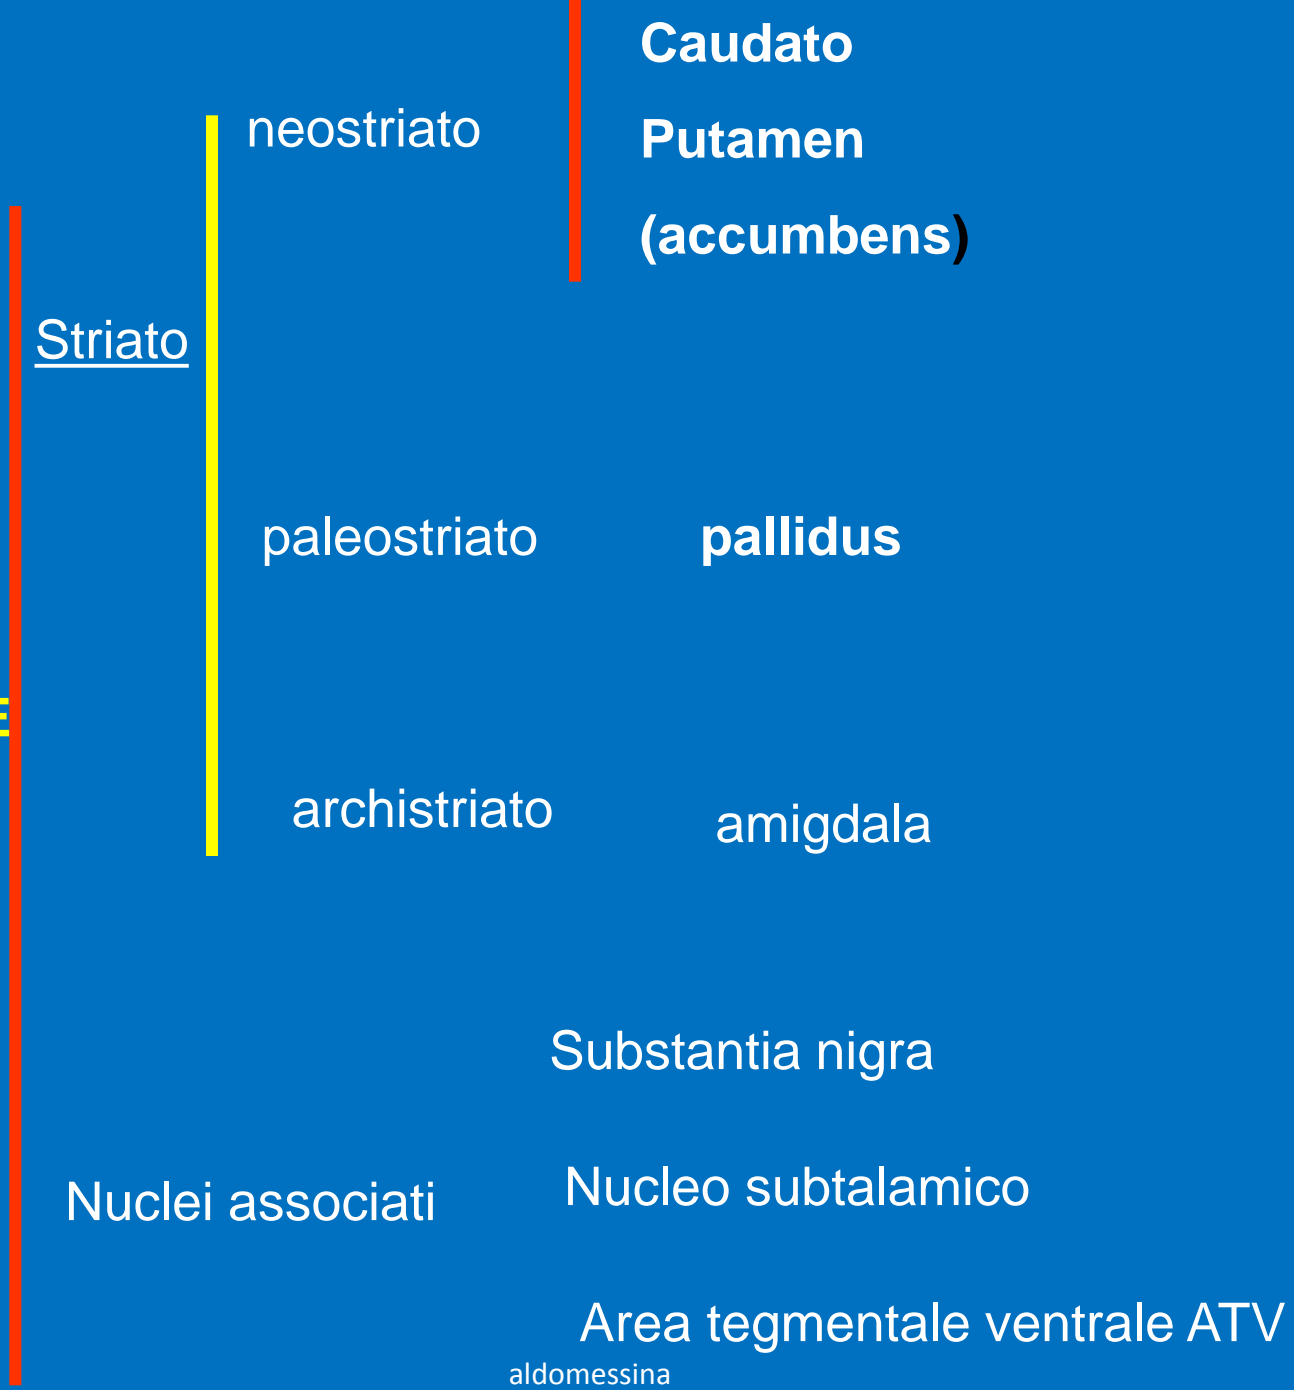 Caudato
neostriato
Putamen
(accumbens)
Striato
paleostriato pallidus
archistriato amigdala
Substantia nigra
Nuclei associati
Nucleo subtalamico
Area tegmentale ventrale ATV
aldomessina